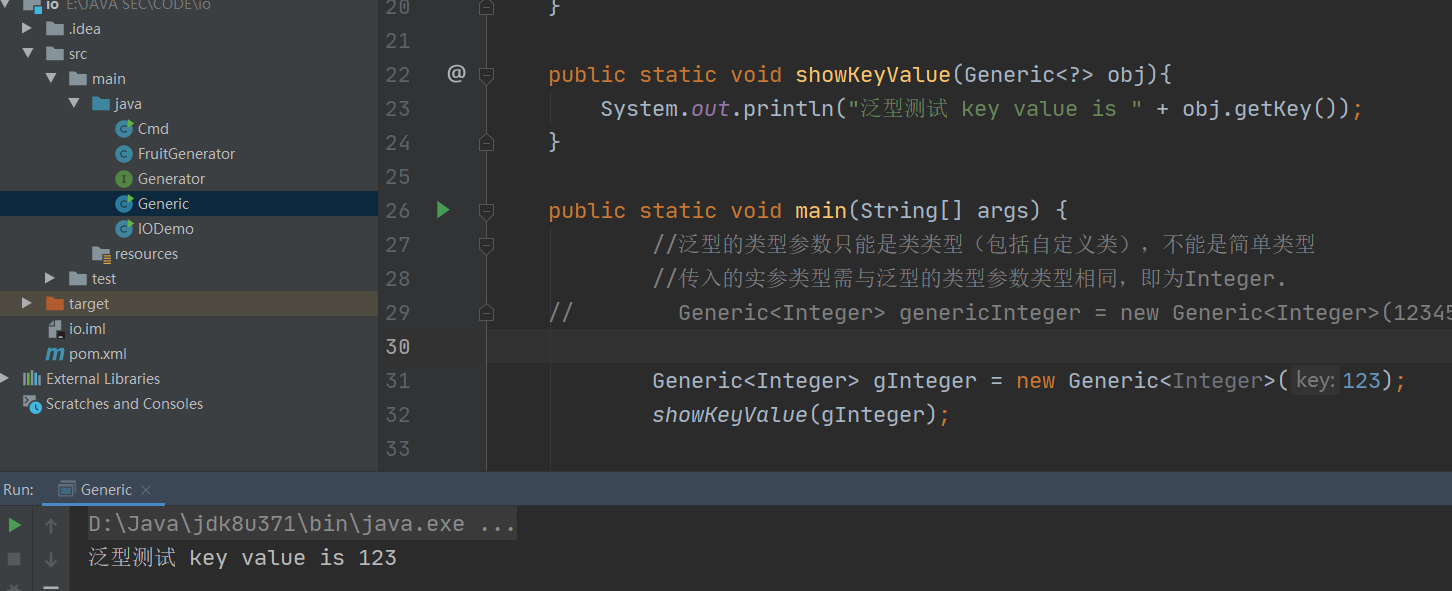 io E:\JAVA SEC\CODE\io
.idea
src
main
java
Cmd
FruitGenerator
Generator
Generic
IODemo
resources
test
target
io.iml
pom.xml
External Libraries
Scratches and Consoles
20 }
21
22 @ public static void showKeyValue(Generic<?> obj){
23 System.out.println("泛型测试 key value is " + obj.getKey());
24 }
25
26 public static void main(String[] args) {
27 //泛型的类型参数只能是类类型（包括自定义类），不能是简单类型
28 //传入的实参类型需与泛型的类型参数类型相同，即为Integer.
29 // Generic<Integer> genericInteger = new Generic<Integer>(12345
30
31 Generic<Integer> gInteger = new Generic<Integer>( key: 123);
32 showKeyValue(gInteger);
33
Run: Generic ×
D:\Java\jdk8u371\bin\java.exe ...
泛型测试 key value is 123